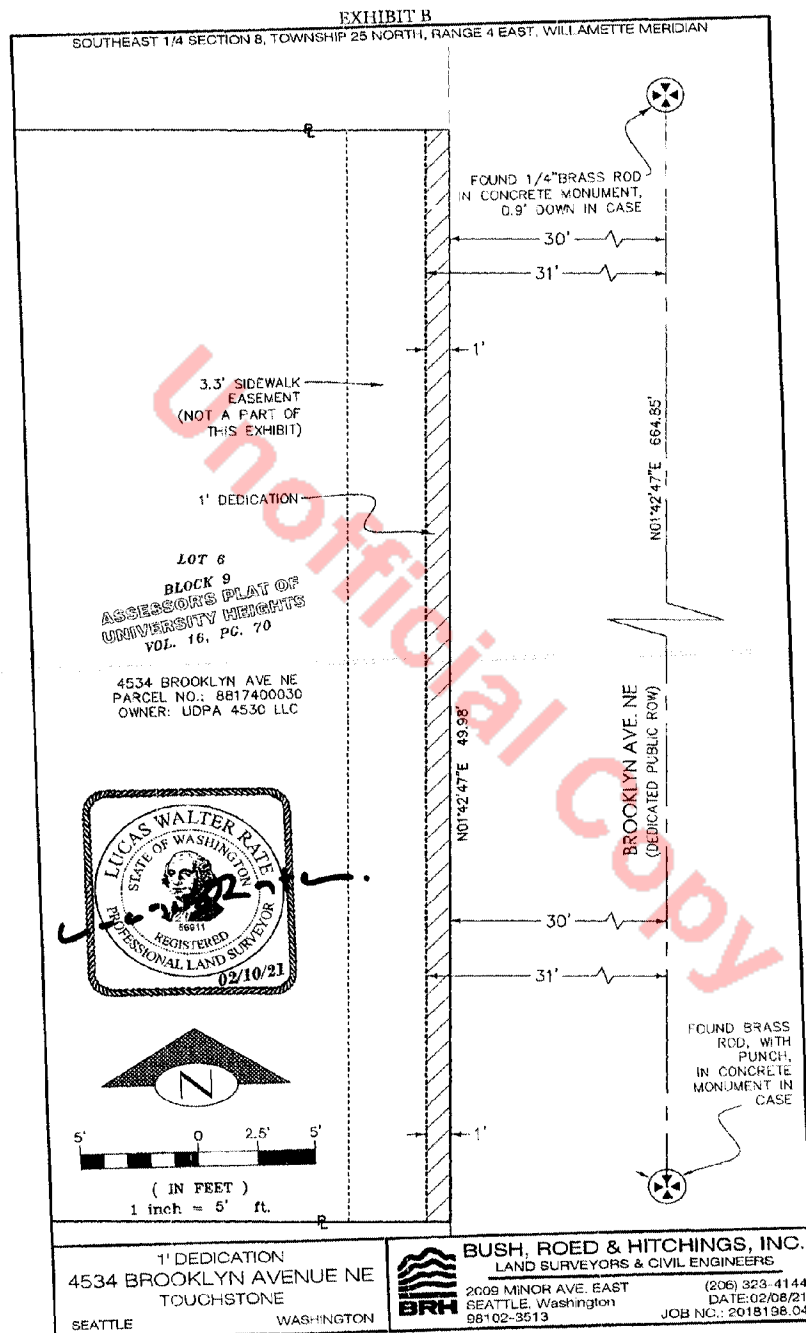 EXHIBIT B
SOUTHEAST 1/4 SECTION 8, TOWNSHIP 25 NORTH, RANGE 4 EAST, WILLAMETTE MERIDIAN
PL
FOUND 1/4"BRASS ROD
IN CONCRETE MONUMENT,
0.9' DOWN IN CASE
30'
31'
1'
3.3' SIDEWALK
EASEMENT
(NOT A PART OF
THIS EXHIBIT)
N01°42'47"E 664.85'
1' DEDICATION
LOT 6
BLOCK 9
ASSESSOR'S PLAT OF
UNIVERSITY HEIGHTS
VOL. 16, PG. 70
4534 BROOKLYN AVE NE
PARCEL NO.: 8817400030
OWNER: UDPA 4530 LLC
N01°42'47"E 49.98'
BROOKLYN AVE. NE
(DEDICATED PUBLIC ROW)
Unofficial Copy
LUCAS WALTER RATE
STATE OF WASHINGTON
56911
REGISTERED
PROFESSIONAL LAND SURVEYOR
02/10/21
30'
31'
FOUND BRASS
ROD, WITH
PUNCH,
IN CONCRETE
MONUMENT IN
CASE
N
1'
5' 0 2.5' 5'
( IN FEET )
1 inch = 5' ft.
PL
1' DEDICATION
4534 BROOKLYN AVENUE NE
TOUCHSTONE
SEATTLE WASHINGTON
BRH
BUSH, ROED & HITCHINGS, INC.
LAND SURVEYORS & CIVIL ENGINEERS
2009 MINOR AVE. EAST (206) 323-4144
SEATTLE, Washington DATE:02/08/21
98102-3513 JOB NO.: 2018198.04